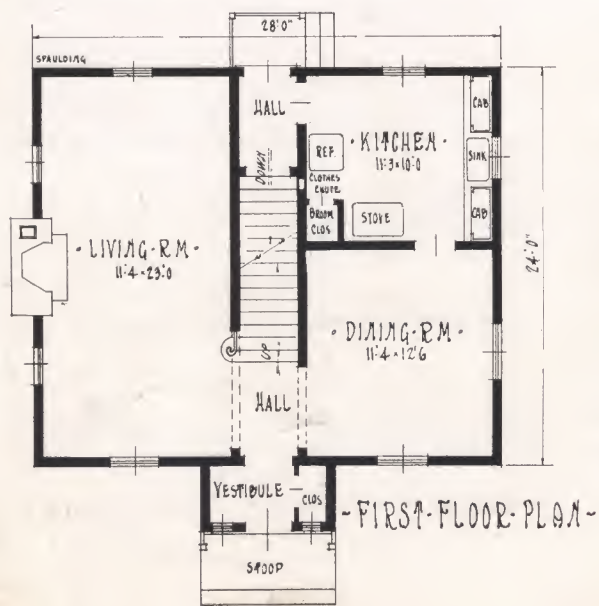 28'0"
SPAULDING
HALL
· KITCHEN ·
11'3×10'0
CAB
SINK
CAB
REF.
CLOTHES
CHUTE
BROOM
CLOS
STOVE
DOWN
· LIVING-RM ·
11'4×23'0
24'-0"
· DINING-RM ·
11'4×12'6
UP
HALL
VESTIBULE
CLOS
-FIRST-FLOOR-PLAN-
STOOP